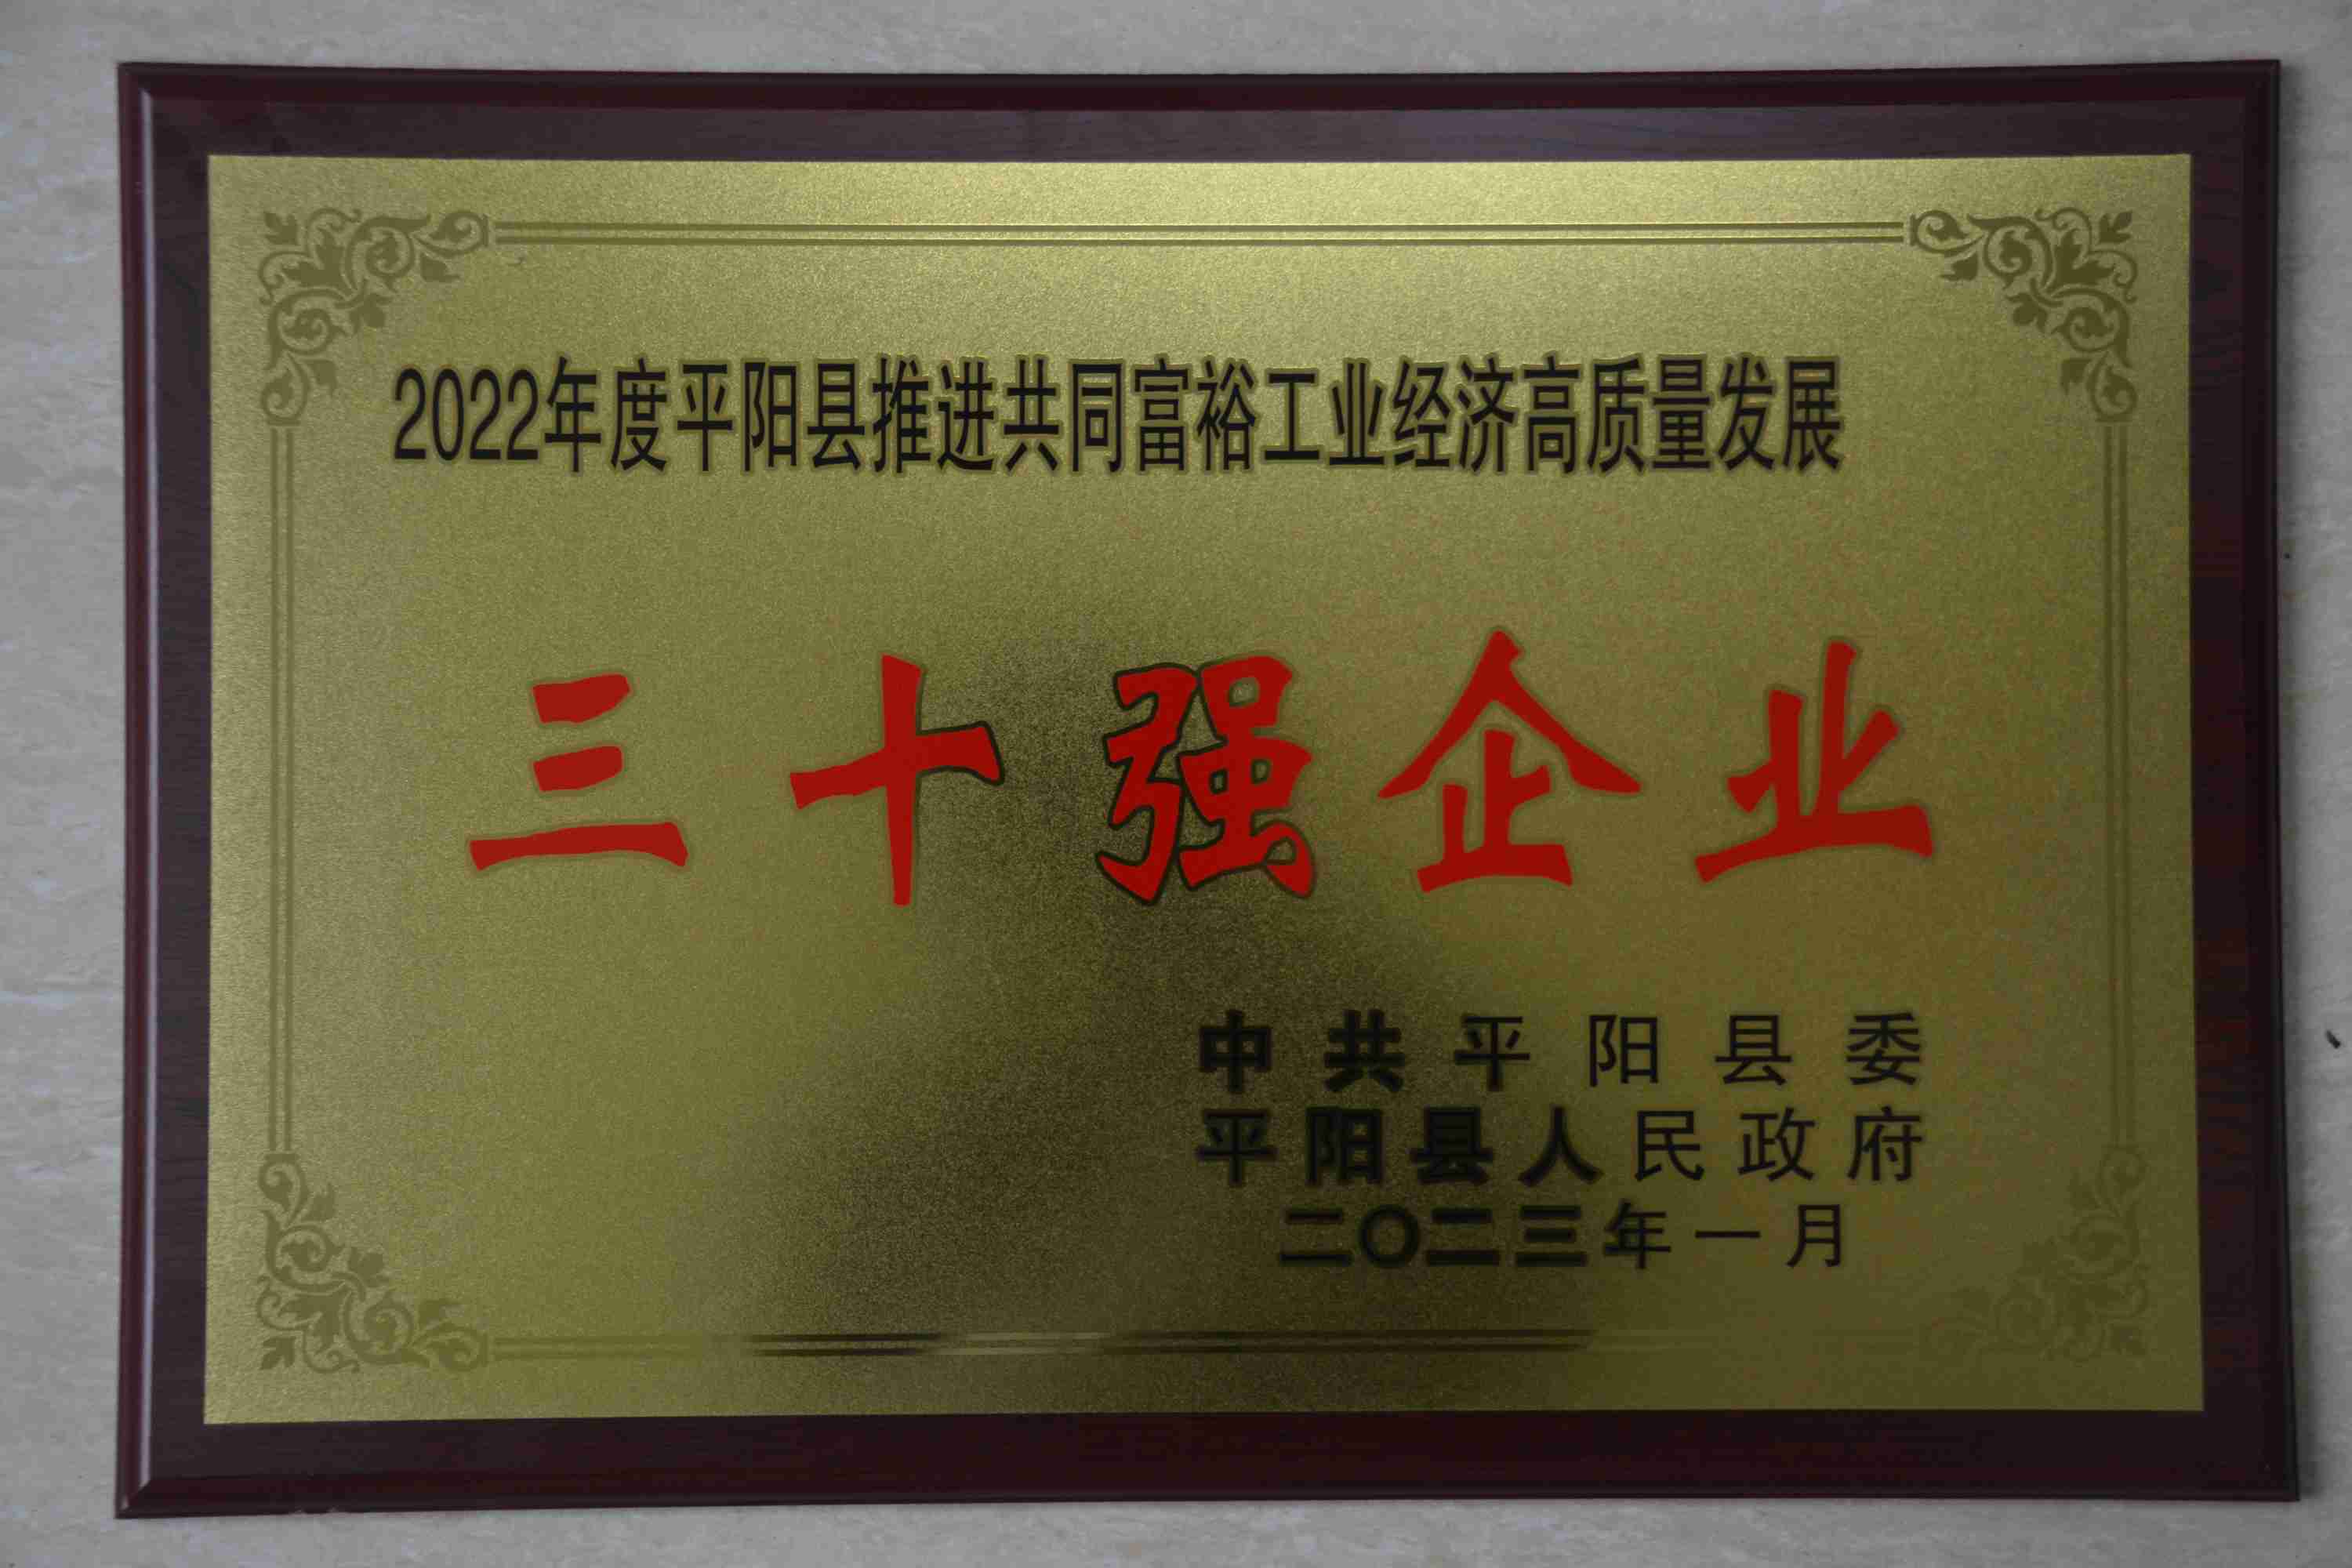 2022年度平阳县推进共同富裕工业经济高质量发展
三十强企业
中共平阳县委
平阳县人民政府
二〇二三年一月